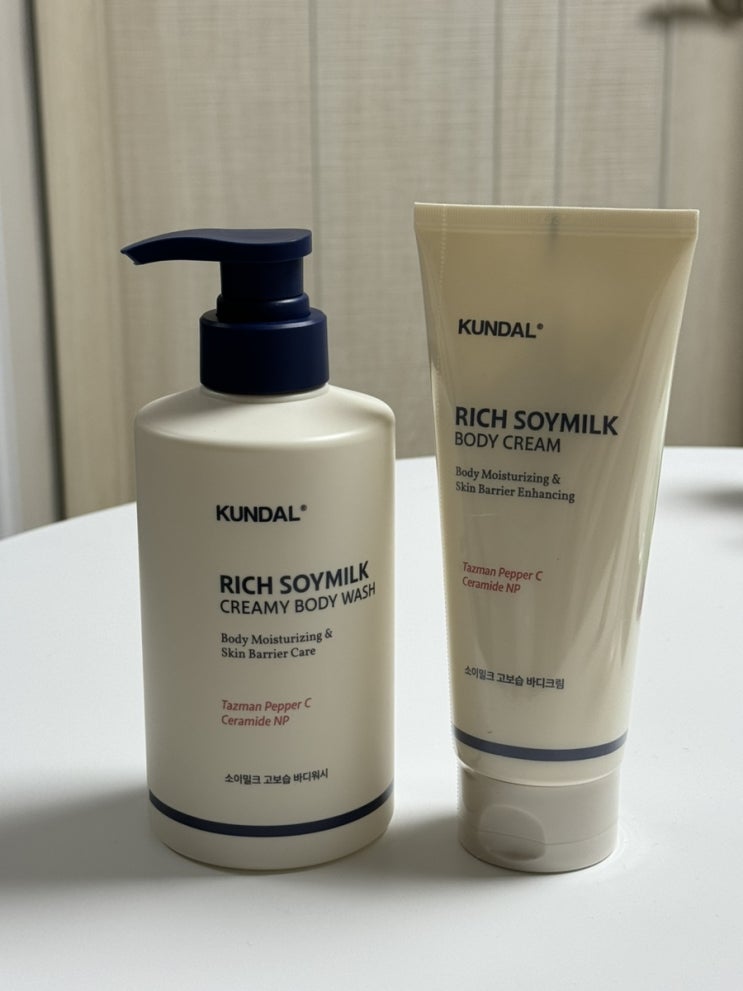 KUNDAL®
RICH SOYMILK
CREAMY BODY WASH
Body Moisturizing &
Skin Barrier Care
Tazman Pepper C
Ceramide NP
소이밀크 고보습 바디워시
KUNDAL®
RICH SOYMILK
BODY CREAM
Body Moisturizing &
Skin Barrier Enhancing
Tazman Pepper C
Ceramide NP
소이밀크 고보습 바디크림